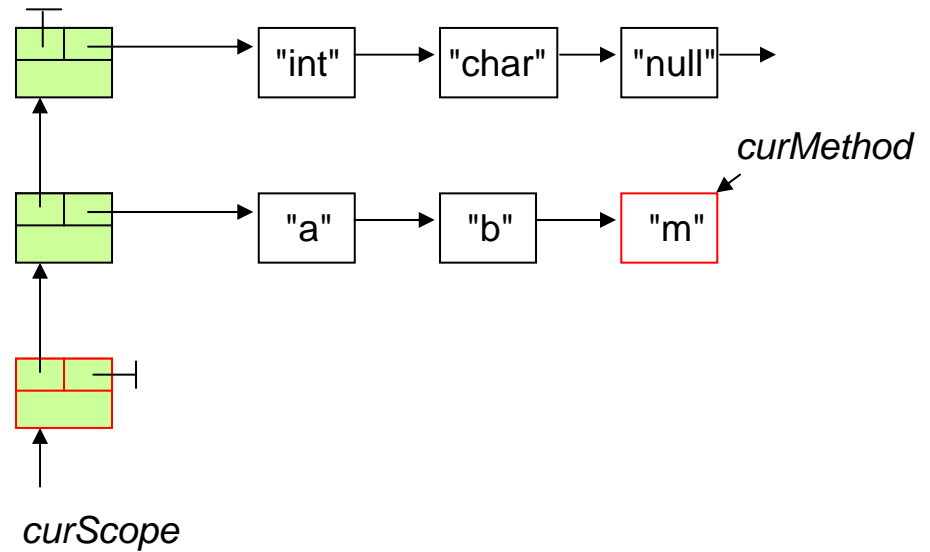 "int" "char" "null"
curMethod
"a" "b" "m"
curScope